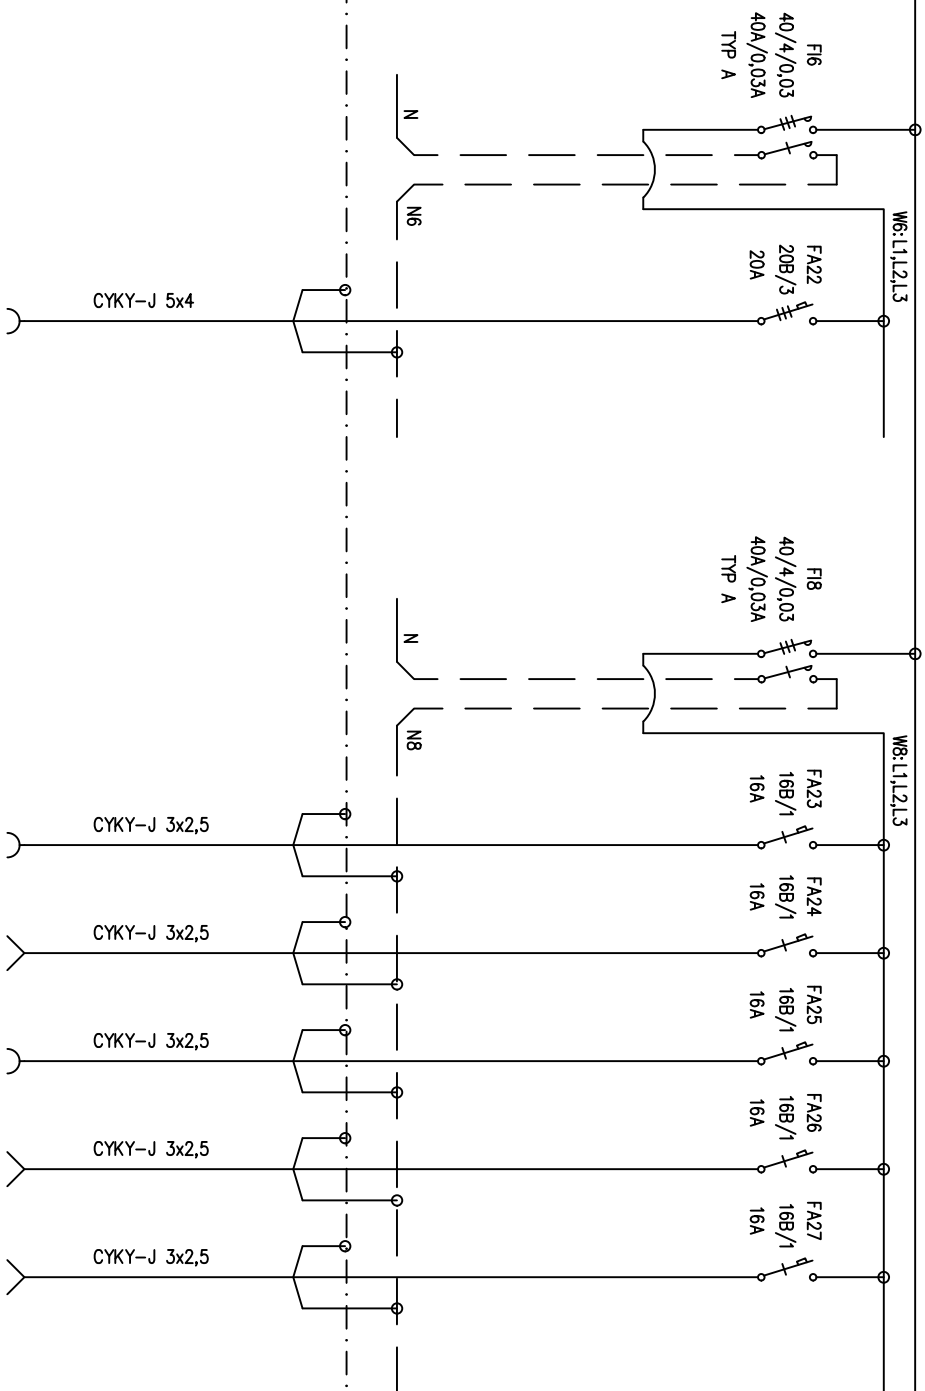 FI6
40/4/0,03
40A/0,03A
TYP A
N
N6
W6:L1,L2,L3
FA22
20B/3
20A
CYKY-J 5x4
FI8
40/4/0,03
40A/0,03A
TYP A
N
N8
W8:L1,L2,L3
FA23
16B/1
16A
CYKY-J 3x2,5
FA24
16B/1
16A
CYKY-J 3x2,5
FA25
16B/1
16A
CYKY-J 3x2,5
FA26
16B/1
16A
CYKY-J 3x2,5
FA27
16B/1
16A
CYKY-J 3x2,5